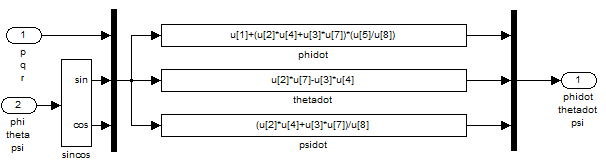 1
p
q
r
2
phi
theta
psi
sin
cos
sincos
u[1]+(u[2]*u[4]+u[3]*u[7])*(u[5]/u[8])
phidot
u[2]*u[7]-u[3]*u[4]
thetadot
(u[2]*u[4]+u[3]*u[7])/u[8]
psidot
1
phidot
thetadot
psi